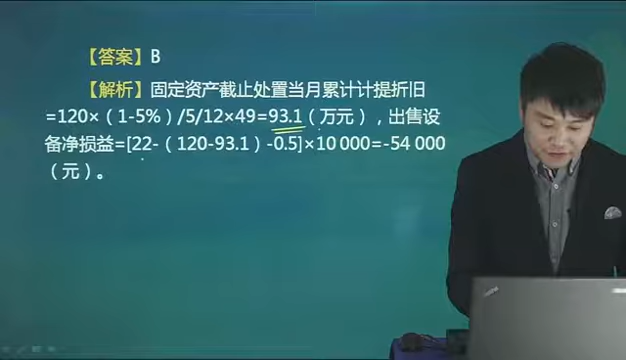 【答案】B
【解析】固定资产截止处置当月累计计提折旧
=120×（1-5%）/5/12×49=93.1（万元），出售设
备净损益=[22-（120-93.1）-0.5]×10 000=-54 000
（元）。